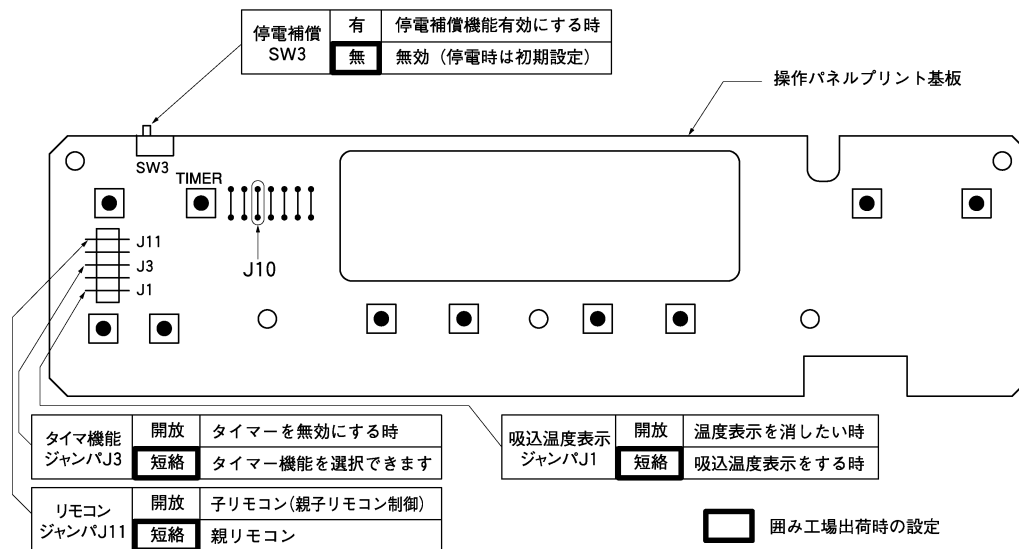 停電補償
SW3
有
停電補償機能有効にする時
無
無効（停電時は初期設定）
操作パネルプリント基板
SW3
TIMER
J11
J3
J1
J10
タイマ機能
ジャンパJ3
開放
タイマーを無効にする時
短絡
タイマー機能を選択できます
吸込温度表示
ジャンパJ1
開放
温度表示を消したい時
短絡
吸込温度表示をする時
リモコン
ジャンパJ11
開放
子リモコン(親子リモコン制御)
短絡
親リモコン
囲み工場出荷時の設定